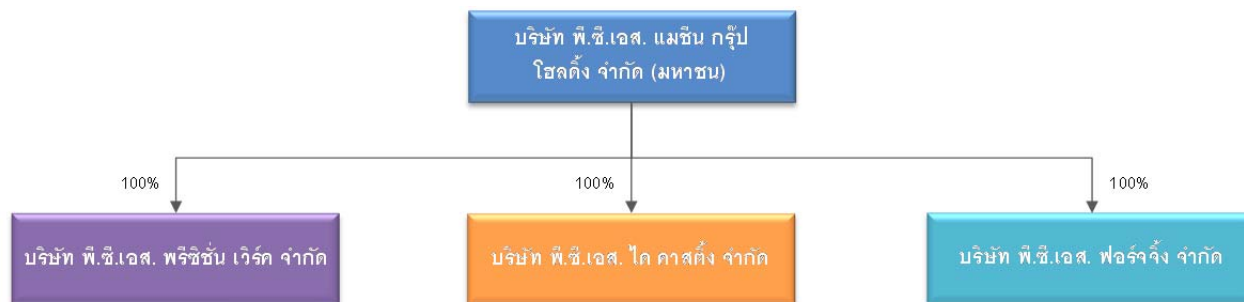 บริษัท พี.ซี.เอส. แมชีน กรุ๊ป
โฮลดิ้ง จำกัด (มหาชน)
100%
100%
100%
บริษัท พี.ซี.เอส. พรีซิชั่น เวิร์ค จำกัด
บริษัท พี.ซี.เอส. ได คาสติ้ง จำกัด
บริษัท พี.ซี.เอส. ฟอร์จจิ้ง จำกัด